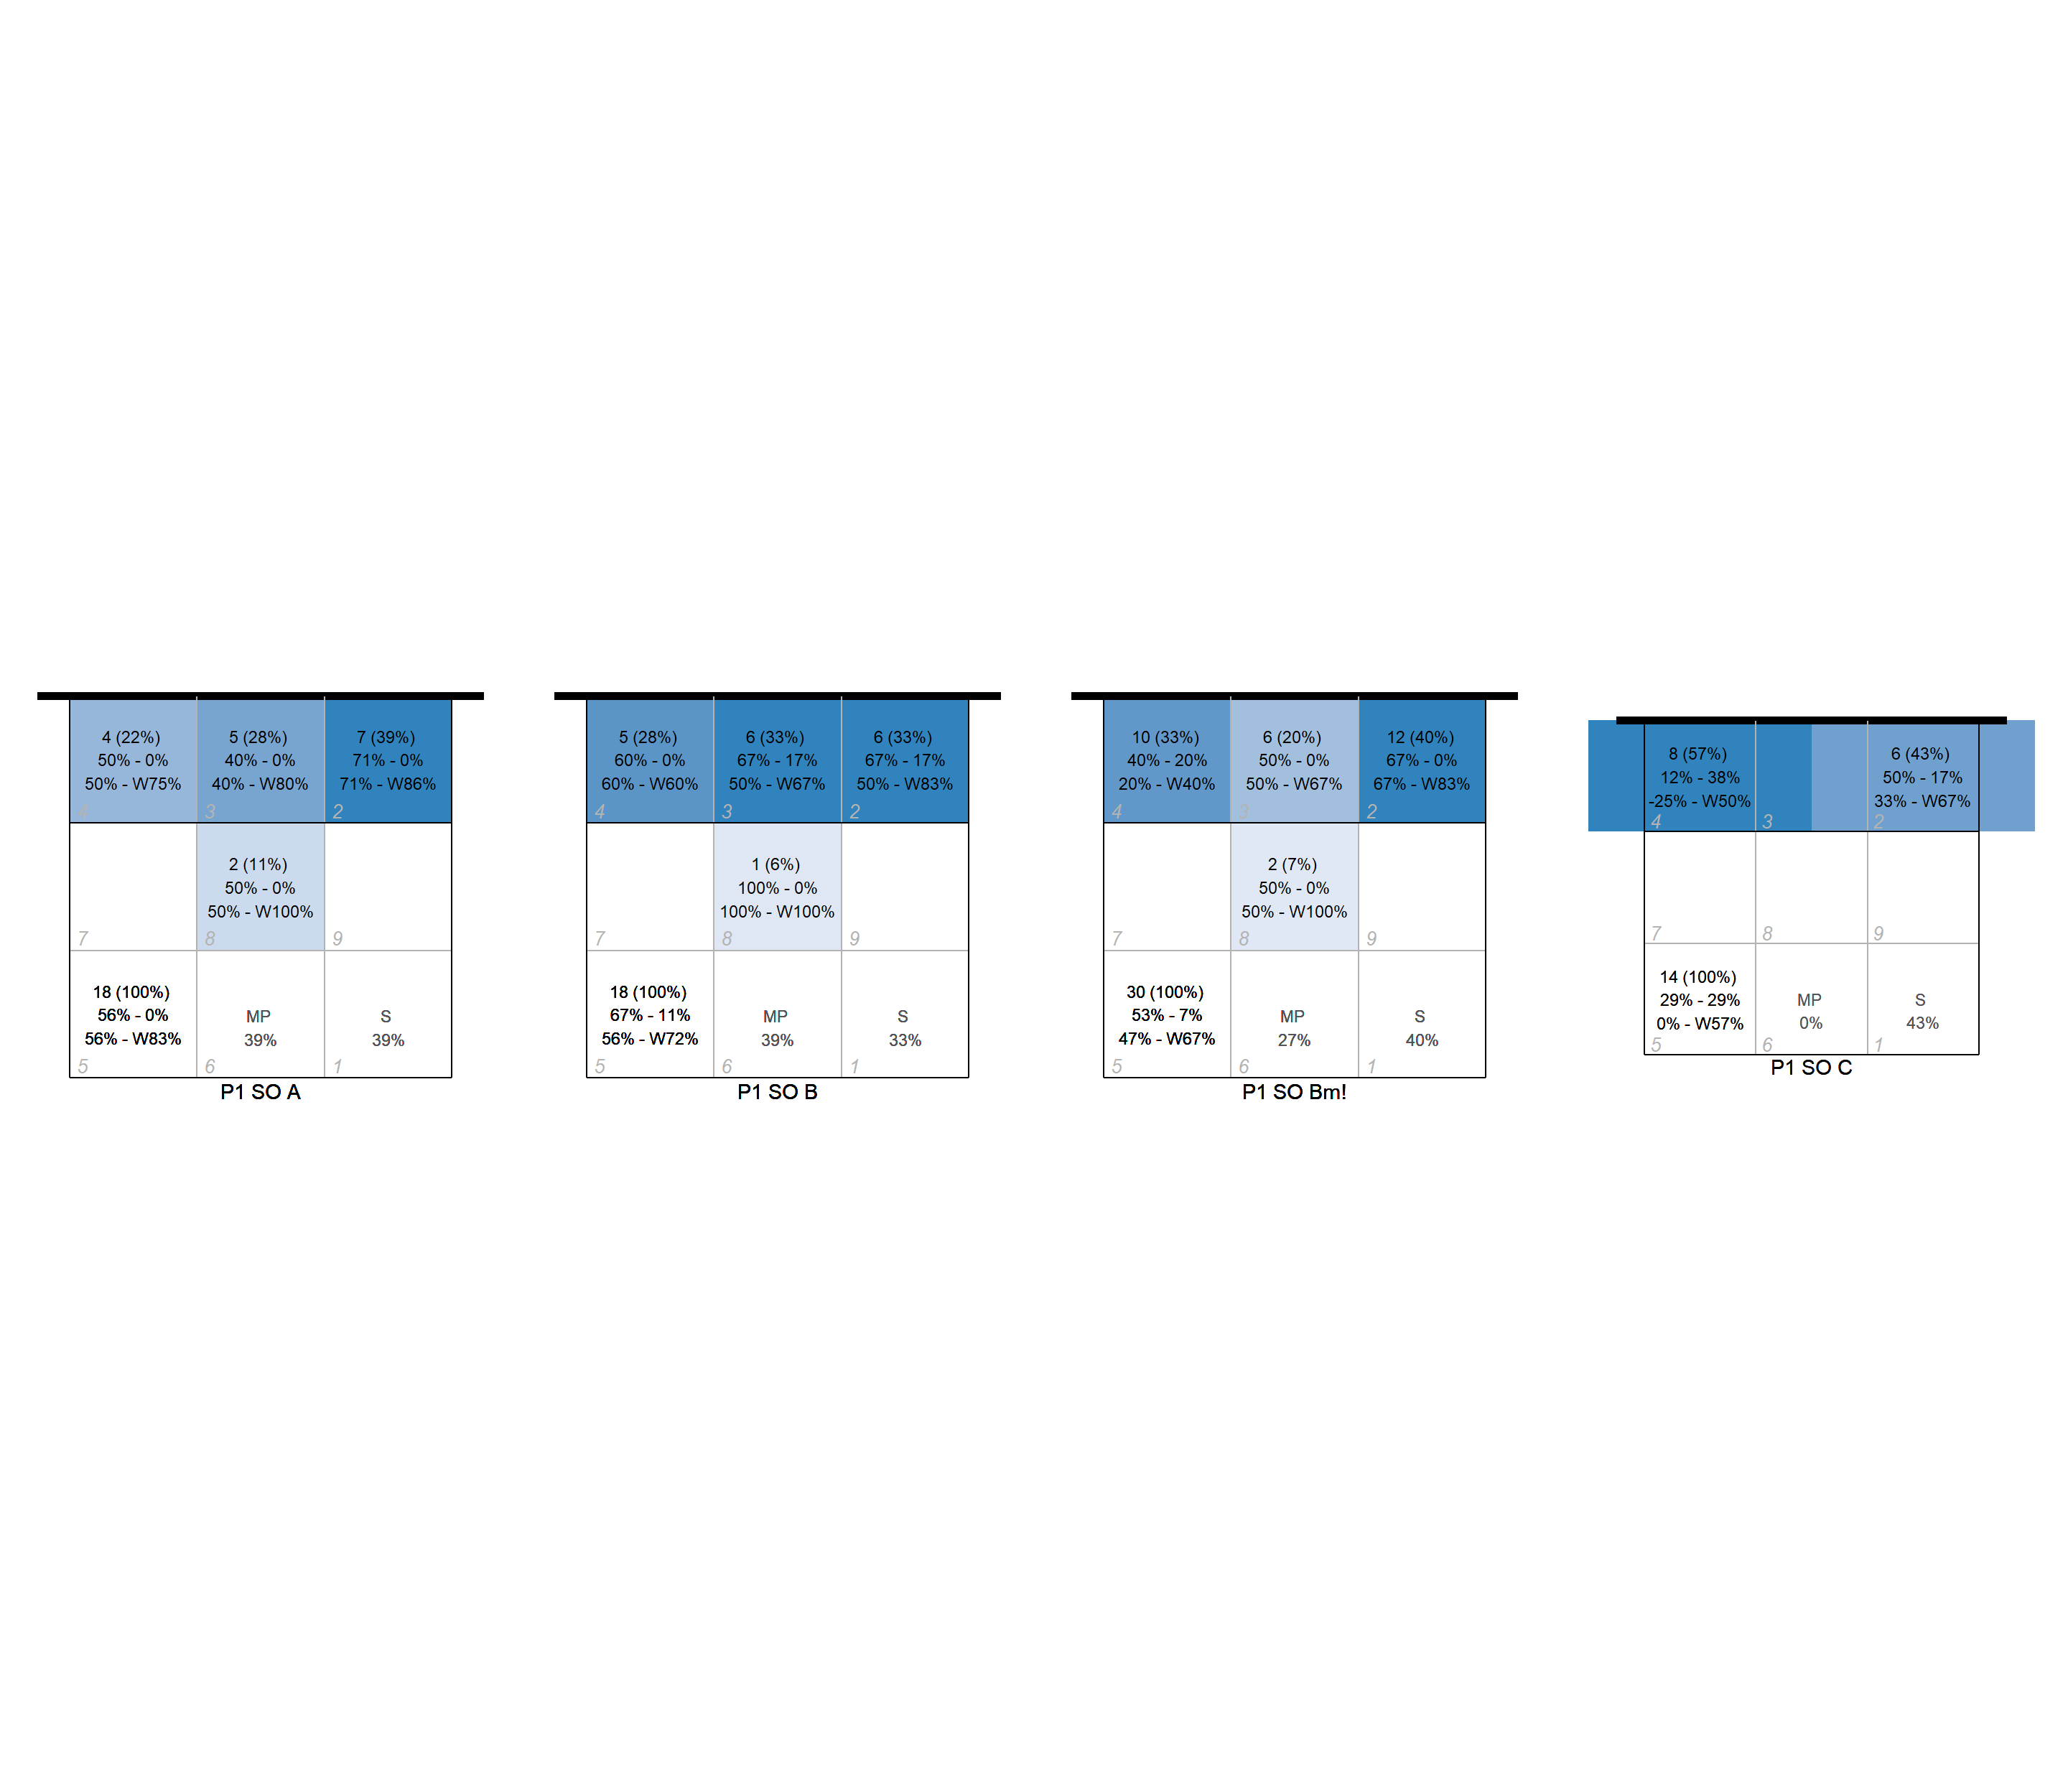 4 (22%)
50% - 0%
50% - W75%
4
5 (28%)
40% - 0%
40% - W80%
3
7 (39%)
71% - 0%
71% - W86%
2
7
2 (11%)
50% - 0%
50% - W100%
8
9
18 (100%)
56% - 0%
56% - W83%
5
MP
39%
6
S
39%
1
P1 SO A
5 (28%)
60% - 0%
60% - W60%
4
6 (33%)
67% - 17%
50% - W67%
3
6 (33%)
67% - 17%
50% - W83%
2
7
1 (6%)
100% - 0%
100% - W100%
8
9
18 (100%)
67% - 11%
56% - W72%
5
MP
39%
6
S
33%
1
P1 SO B
10 (33%)
40% - 20%
20% - W40%
4
6 (20%)
50% - 0%
50% - W67%
3
12 (40%)
67% - 0%
67% - W83%
2
7
2 (7%)
50% - 0%
50% - W100%
8
9
30 (100%)
53% - 7%
47% - W67%
5
MP
27%
6
S
40%
1
P1 SO Bm!
8 (57%)
12% - 38%
-25% - W50%
4
3
6 (43%)
50% - 17%
33% - W67%
2
7
8
9
14 (100%)
29% - 29%
0% - W57%
5
MP
0%
6
S
43%
1
P1 SO C